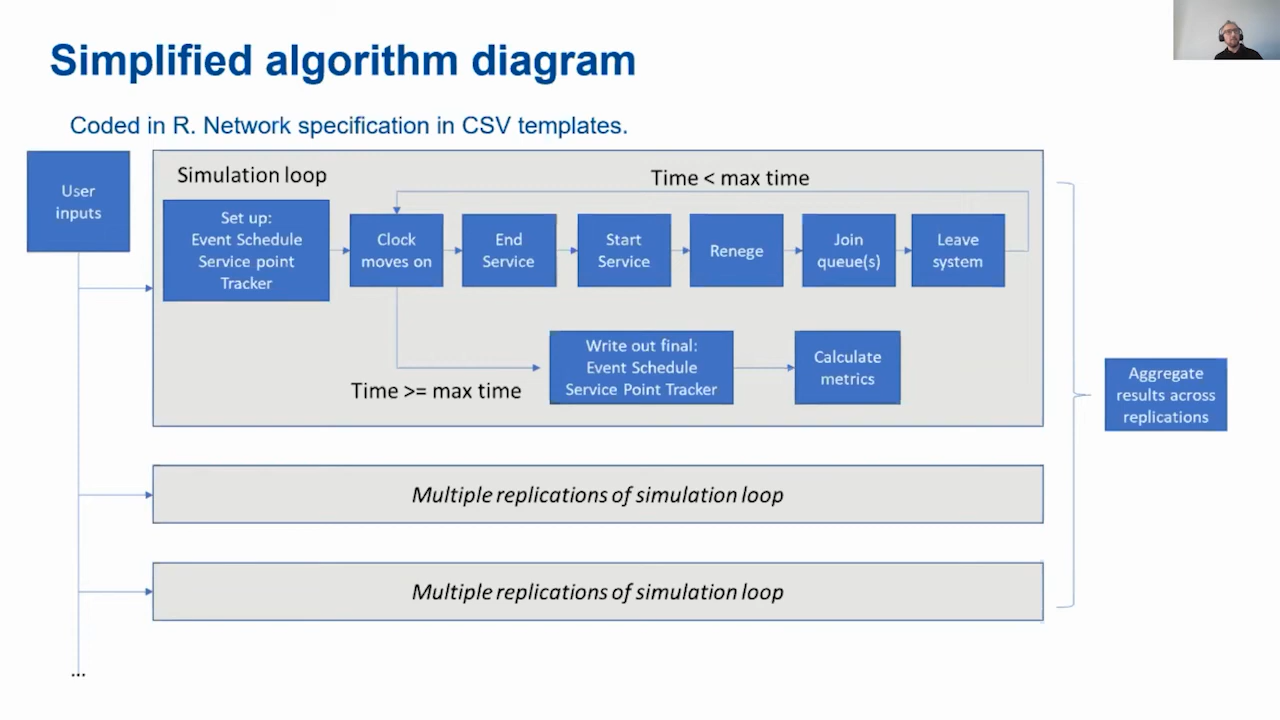 Simplified algorithm diagram
Coded in R. Network specification in CSV templates.
User
inputs
Simulation loop
Time < max time
Set up:
Event Schedule
Service point
Tracker
Clock
moves on
End
Service
Start
Service
Renege
Join
queue(s)
Leave
system
Time >= max time
Write out final:
Event Schedule
Service Point Tracker
Calculate
metrics
Aggregate
results across
replications
Multiple replications of simulation loop
Multiple replications of simulation loop
...